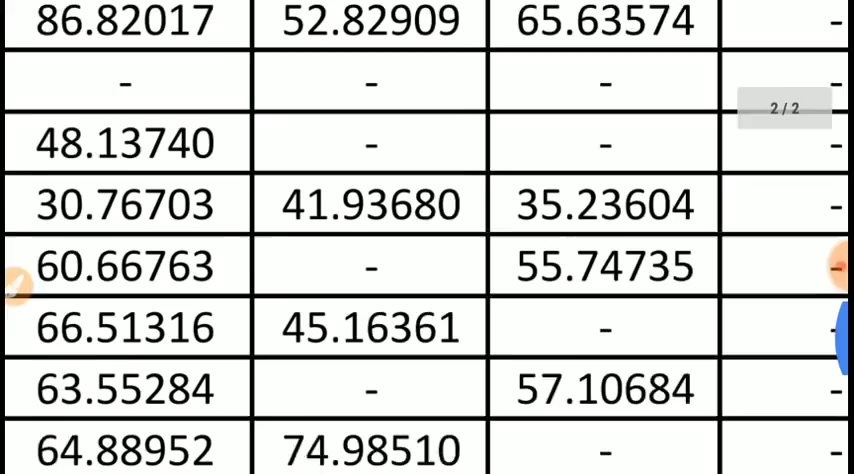 86.82017 52.82909 65.63574 -
- - - -
2 / 2
48.13740 - - -
30.76703 41.93680 35.23604 -
60.66763 - 55.74735 -
66.51316 45.16361 - -
63.55284 - 57.10684 -
64.88952 74.98510 - -